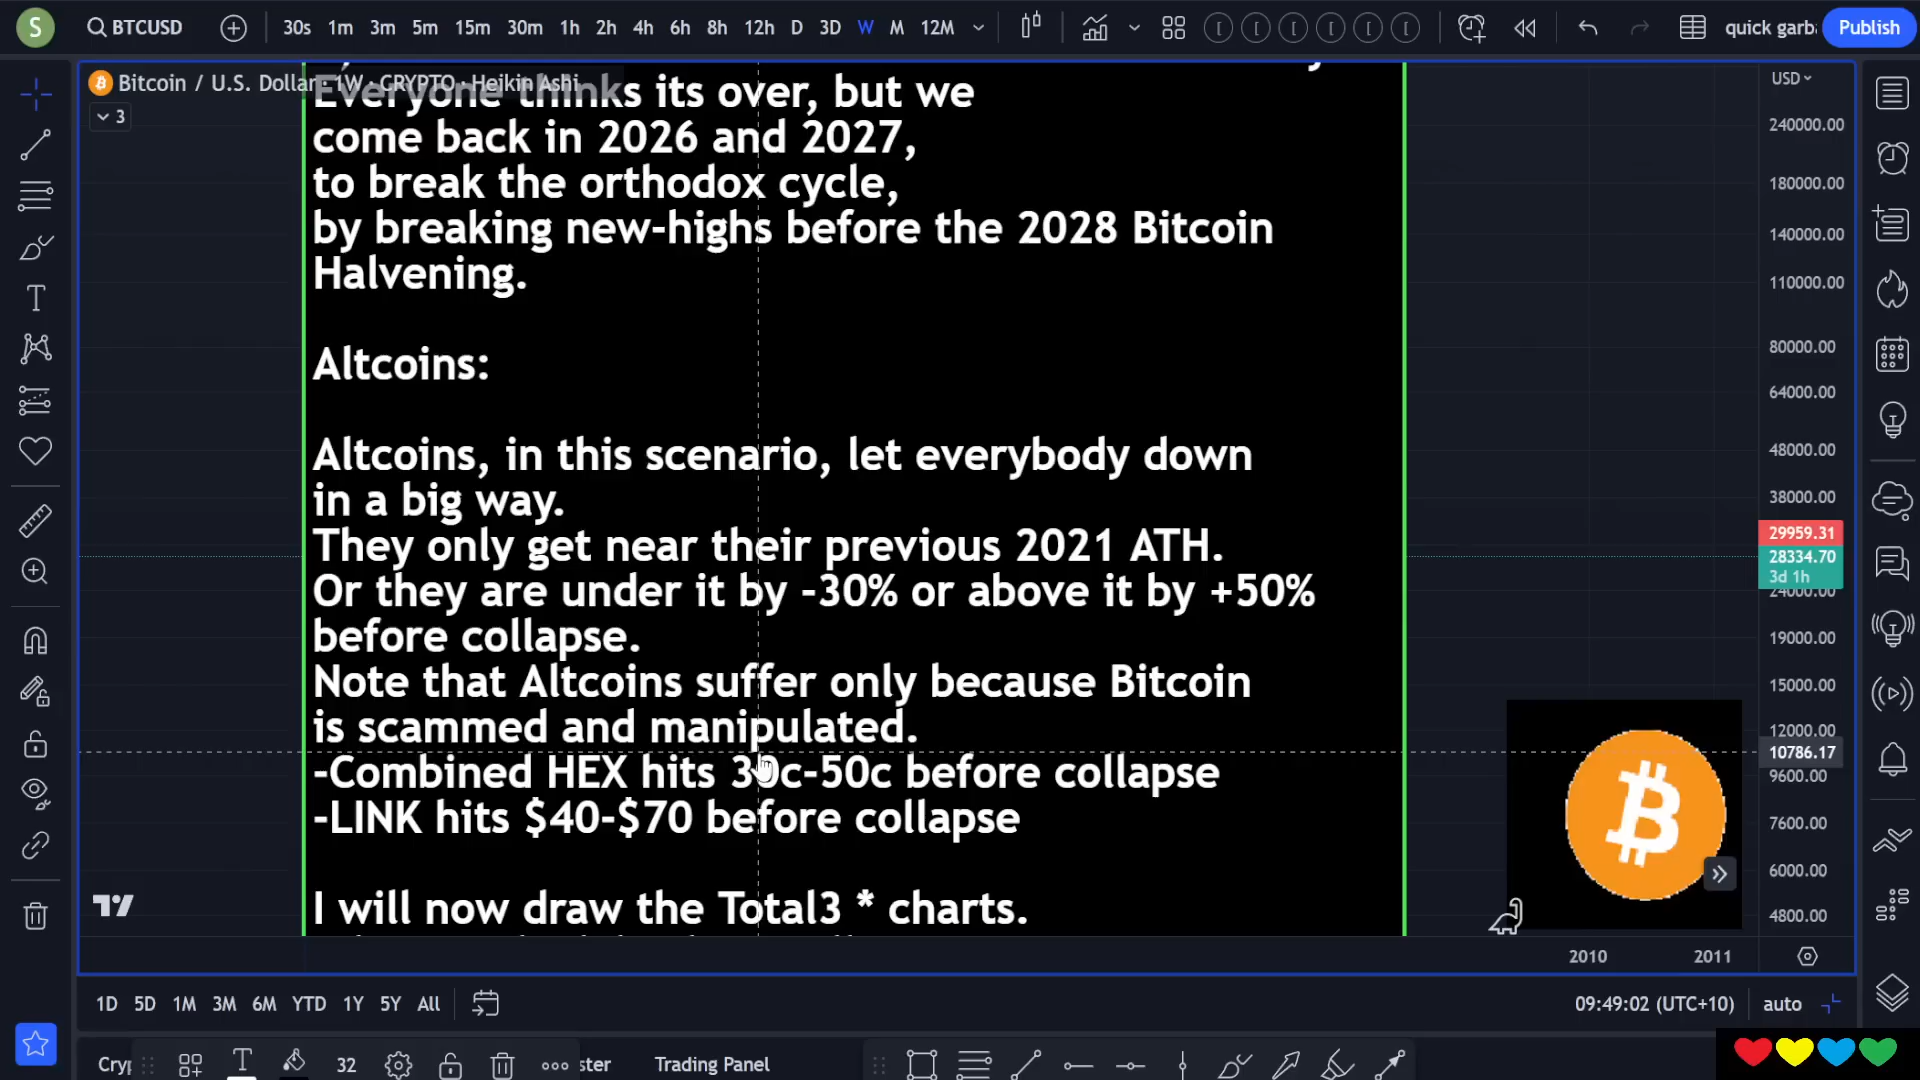 S
BTCUSD
30s 1m 3m 5m 15m 30m 1h 2h 4h 6h 8h 12h D 3D W M 12M
quick garb
Publish
Bitcoin / U.S. Dollar · 1W · CRYPTO · Heikin Ashi
3
Everyone thinks its over, but we
come back in 2026 and 2027,
to break the orthodox cycle,
by breaking new-highs before the 2028 Bitcoin
Halvening.
Altcoins:
Altcoins, in this scenario, let everybody down
in a big way.
They only get near their previous 2021 ATH.
Or they are under it by -30% or above it by +50%
before collapse.
Note that Altcoins suffer only because Bitcoin
is scammed and manipulated.
-Combined HEX hits 30c-50c before collapse
-LINK hits $40-$70 before collapse
I will now draw the Total3 * charts.
USD
240000.00
180000.00
140000.00
110000.00
80000.00
64000.00
48000.00
38000.00
29959.31
28334.70
3d 1h
24000.00
19000.00
15000.00
12000.00
10786.17
9600.00
7600.00
6000.00
4800.00
2010 2011
1D 5D 1M 3M 6M YTD 1Y 5Y All
09:49:02 (UTC+10)
auto
Cryp
32
ster
Trading Panel